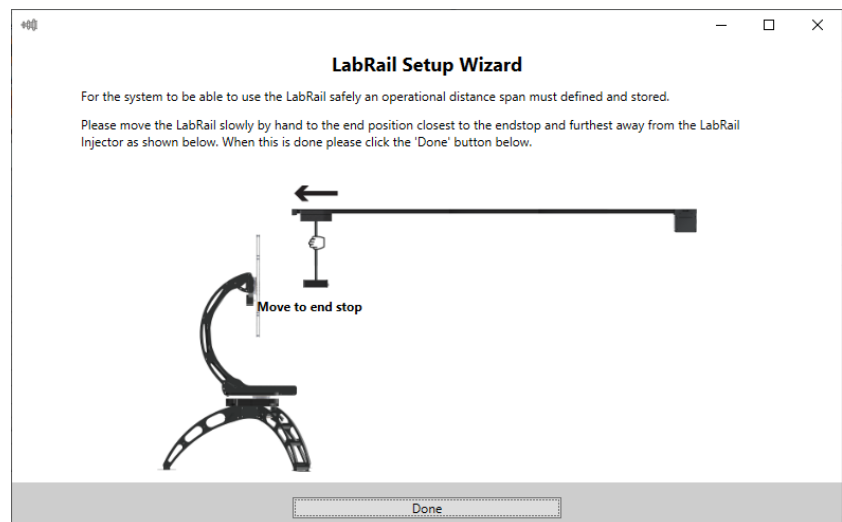 LabRail Setup Wizard
For the system to be able to use the LabRail safely an operational distance span must defined and stored.
Please move the LabRail slowly by hand to the end position closest to the endstop and furthest away from the LabRail
Injector as shown below. When this is done please click the 'Done' button below.
Move to end stop
Done